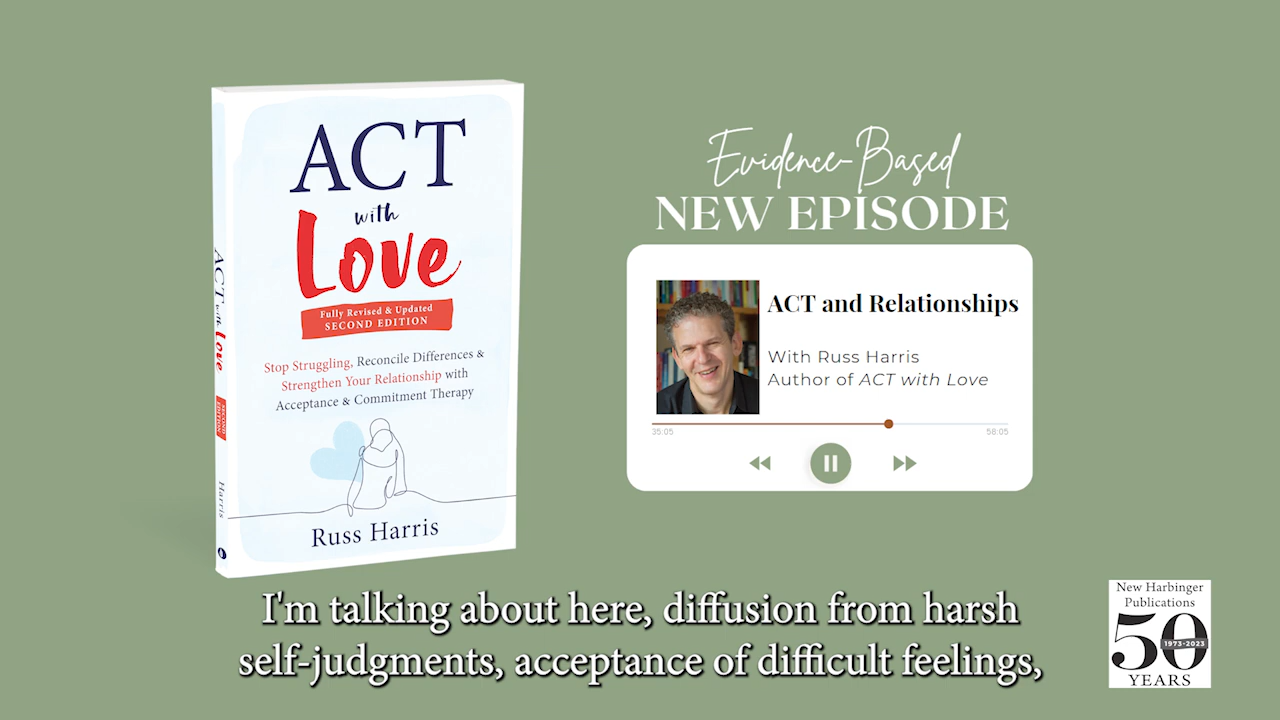 ACT
with
Love
Fully Revised & Updated
SECOND EDITION
Stop Struggling, Reconcile Differences &
Strengthen Your Relationship with
Acceptance & Commitment Therapy
Russ Harris
ACT with Love
SECOND EDITION
Harris
Evidence-Based
NEW EPISODE
ACT and Relationships
With Russ Harris
Author of ACT with Love
35:05
58:05
I'm talking about here, diffusion from harsh
self-judgments, acceptance of difficult feelings,
New Harbinger
Publications
50
1973-2023
YEARS